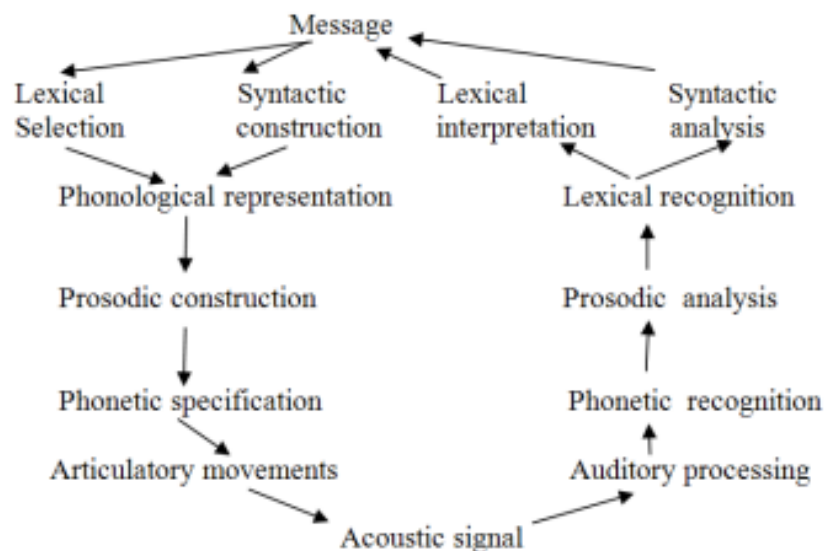 Message
Lexical Selection
Syntactic construction
Lexical interpretation
Syntactic analysis
Phonological representation
Lexical recognition
Prosodic construction
Prosodic analysis
Phonetic specification
Phonetic recognition
Articulatory movements
Auditory processing
Acoustic signal